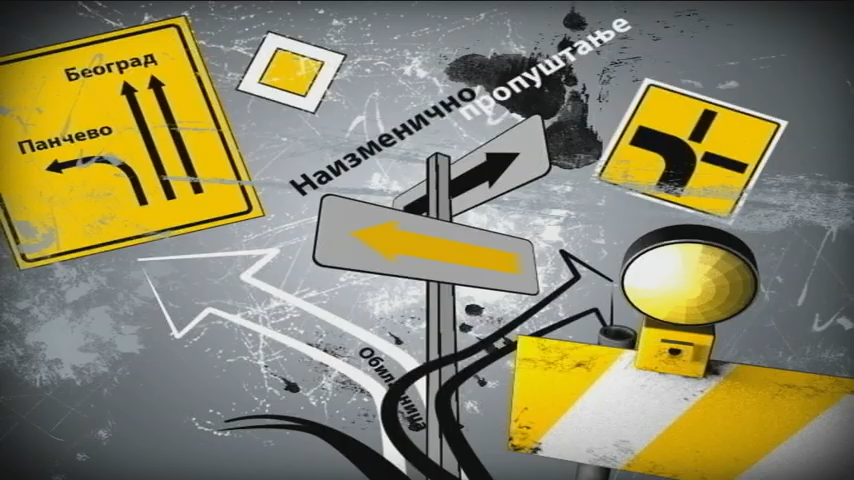 Београд
Панчево
Наизменично
пропуштање